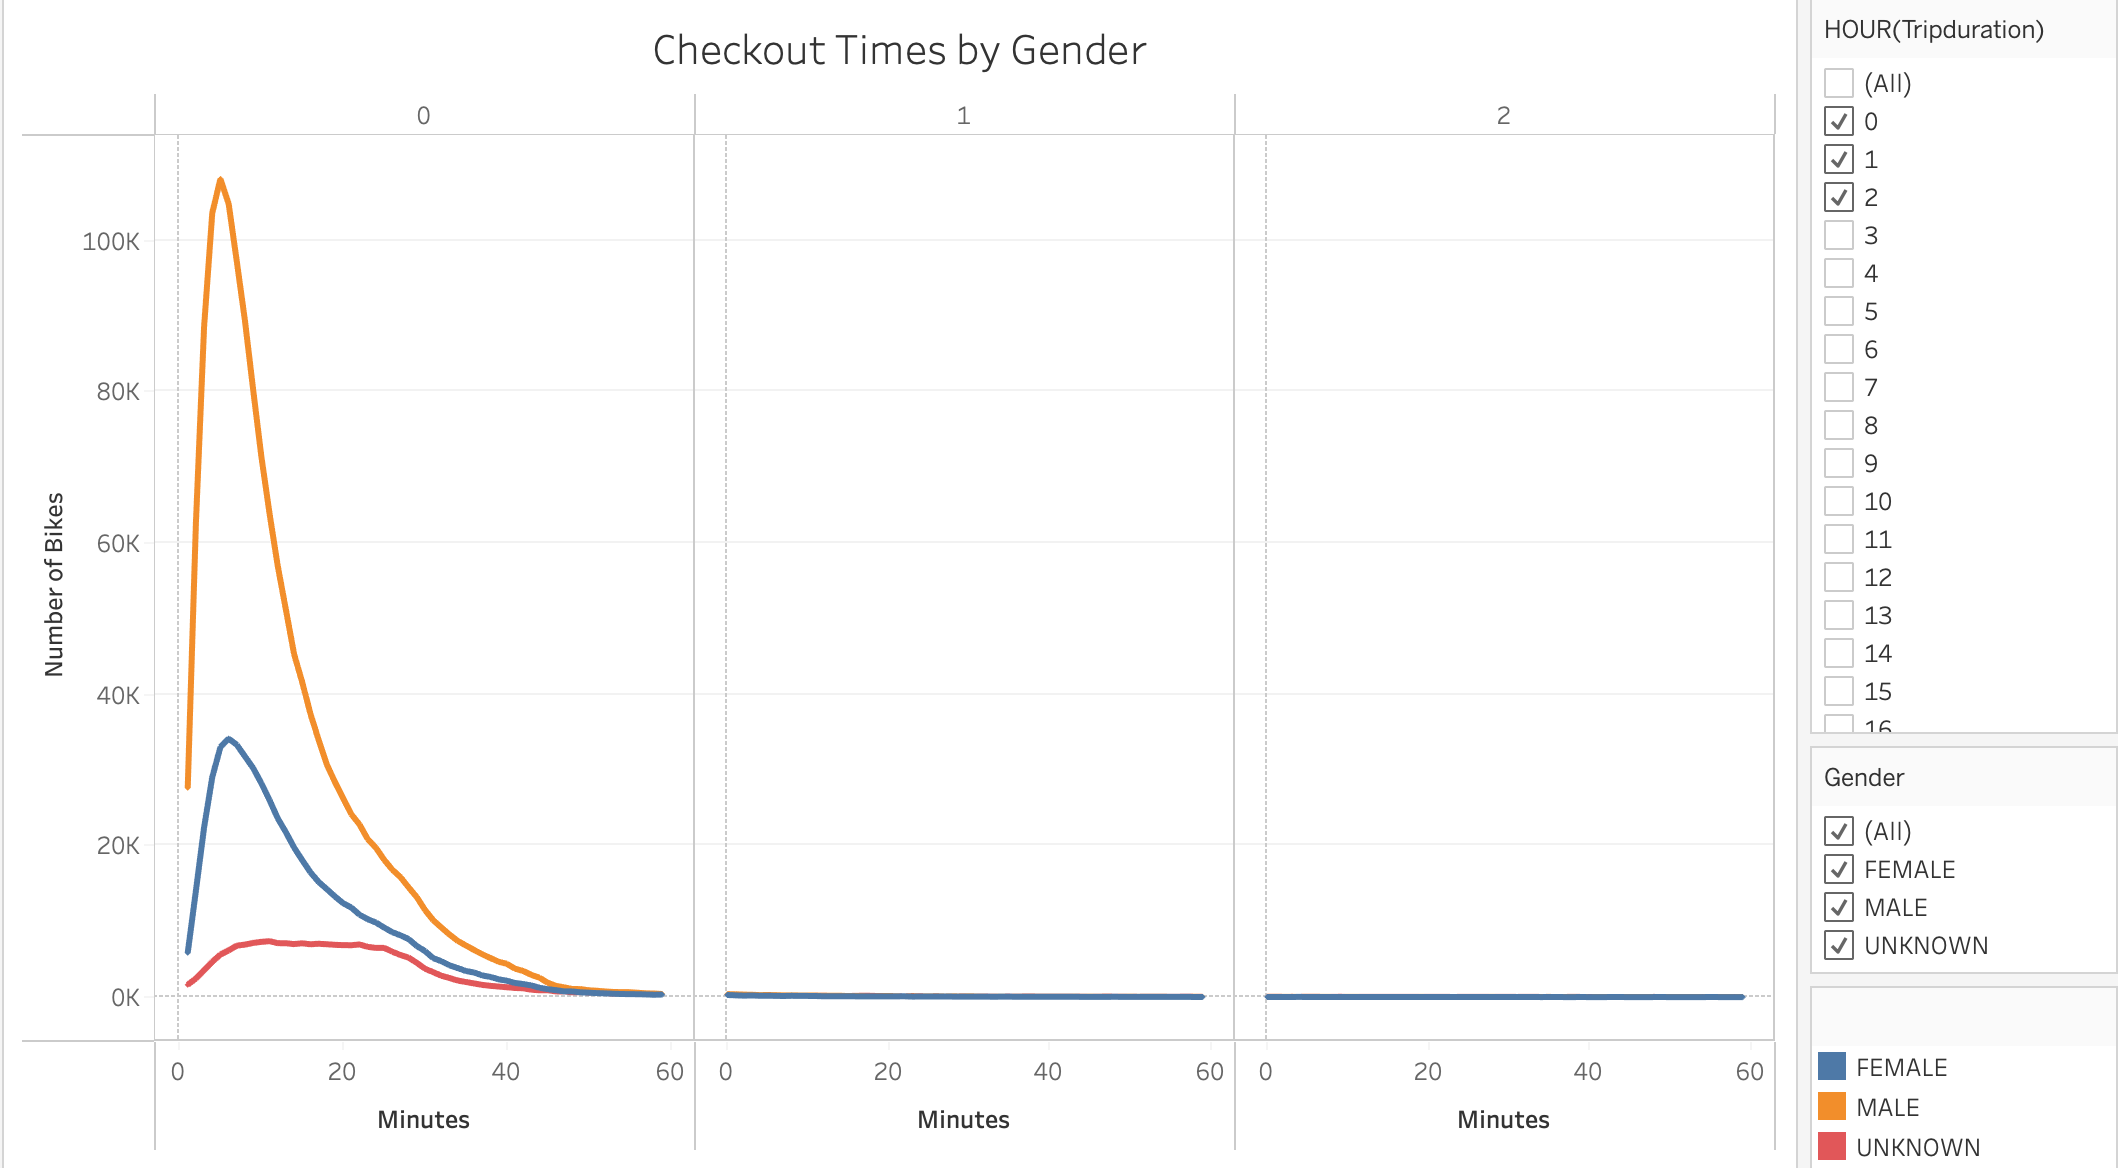 Checkout Times by Gender
0 1 2
100K
80K
60K
40K
20K
0K
Number of Bikes
0 20 40 60 0 20 40 60 0 20 40 60
Minutes Minutes Minutes
HOUR(Tripduration)
(All)
0
1
2
3
4
5
6
7
8
9
10
11
12
13
14
15
16
Gender
(All)
FEMALE
MALE
UNKNOWN
FEMALE
MALE
UNKNOWN